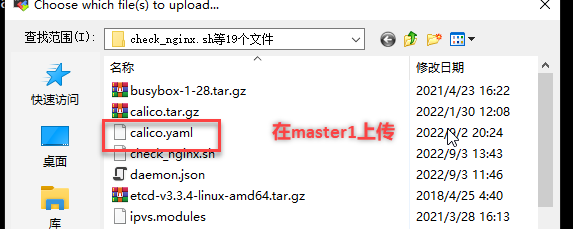 Choose which file(s) to upload...
查找范围(I): check_nginx.sh等19个文件
名称 修改日期
busybox-1-28.tar.gz 2021/4/23 16:22
calico.tar.gz 2022/1/30 12:08
calico.yaml 2022/9/2 20:24
在master1上传
check_nginx.sh 2022/9/3 13:43
daemon.json 2022/9/3 11:46
etcd-v3.3.4-linux-amd64.tar.gz 2018/4/25 4:40
ipvs.modules 2021/3/28 16:13
快速访问
桌面
库